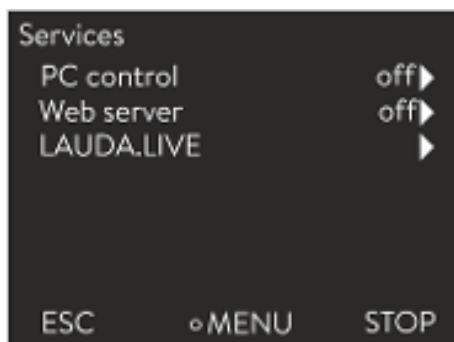 Services
PC control off
Web server off
LAUDA.LIVE
ESC MENU STOP